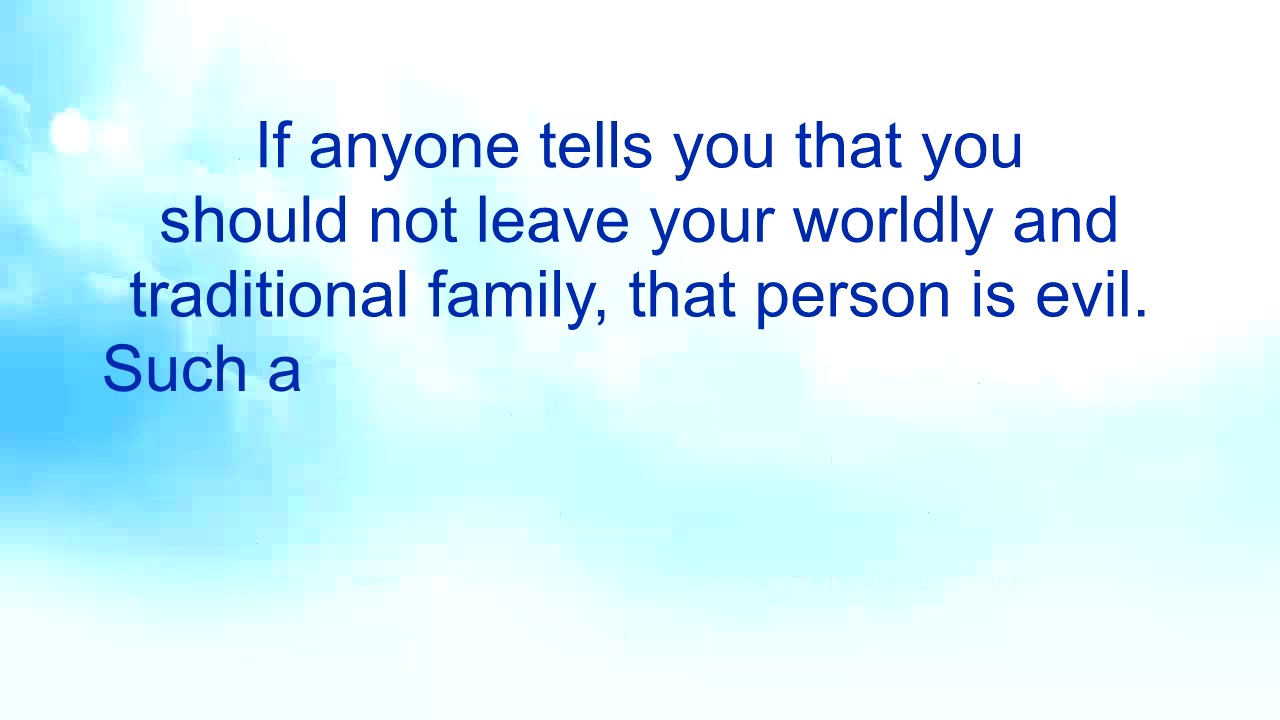 If anyone tells you that you
should not leave your worldly and
traditional family, that person is evil.
Such a